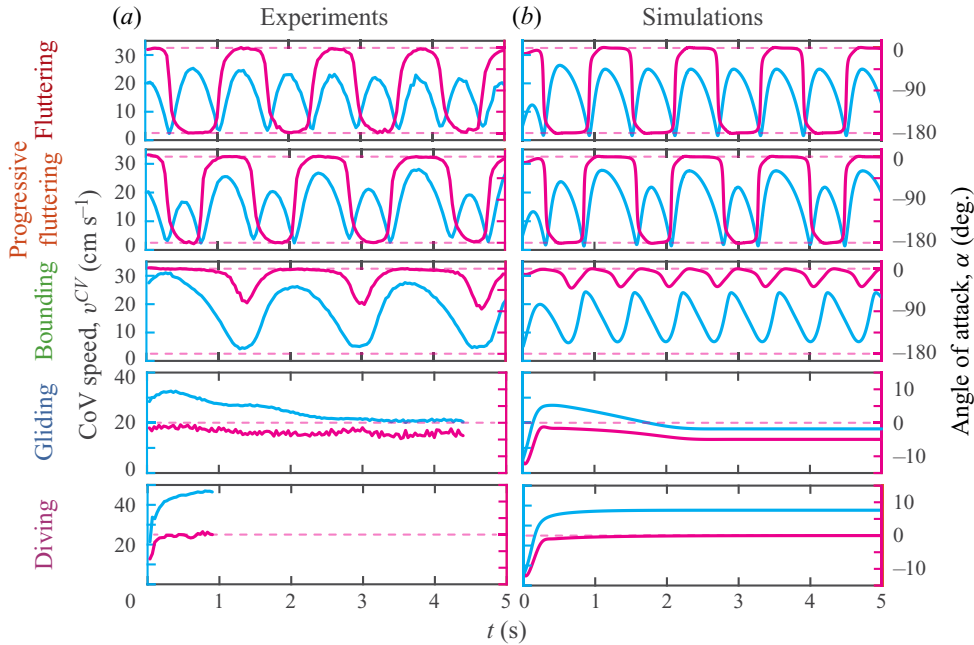 (a) Experiments (b) Simulations
Fluttering
Progressive
fluttering
Bounding
Gliding
Diving
CoV speed, v^CV (cm s⁻¹)
30
20
10
0
30
20
10
0
30
20
10
0
40
20
0
40
20
0 1 2 3 4 5
0 1 2 3 4 5
0
−90
−180
0
−90
−180
0
−90
−180
10
0
−10
10
0
−10
Angle of attack, α (deg.)
t (s)